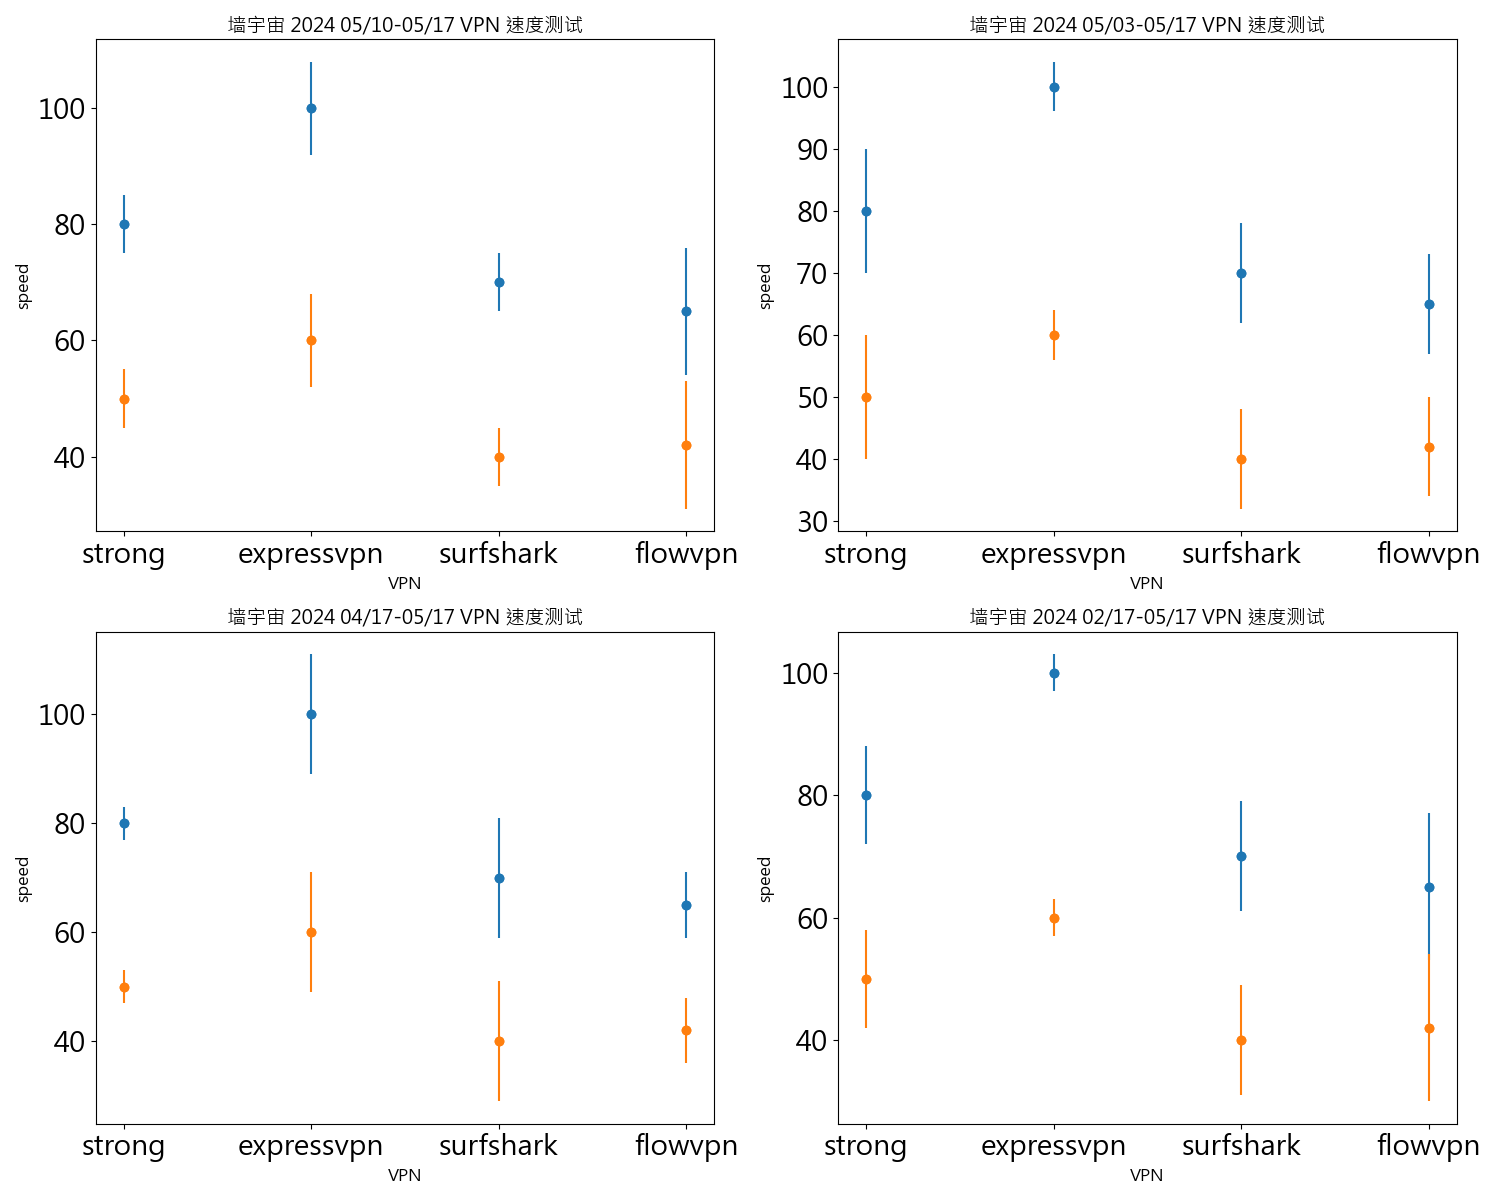 墙宇宙 2024 05/10-05/17 VPN 速度测试
100
80
60
40
speed
strong expressvpn surfshark flowvpn
VPN
墙宇宙 2024 05/03-05/17 VPN 速度测试
100
90
80
70
60
50
40
30
speed
strong expressvpn surfshark flowvpn
VPN
墙宇宙 2024 04/17-05/17 VPN 速度测试
100
80
60
40
speed
strong expressvpn surfshark flowvpn
VPN
墙宇宙 2024 02/17-05/17 VPN 速度测试
100
80
60
40
speed
strong expressvpn surfshark flowvpn
VPN